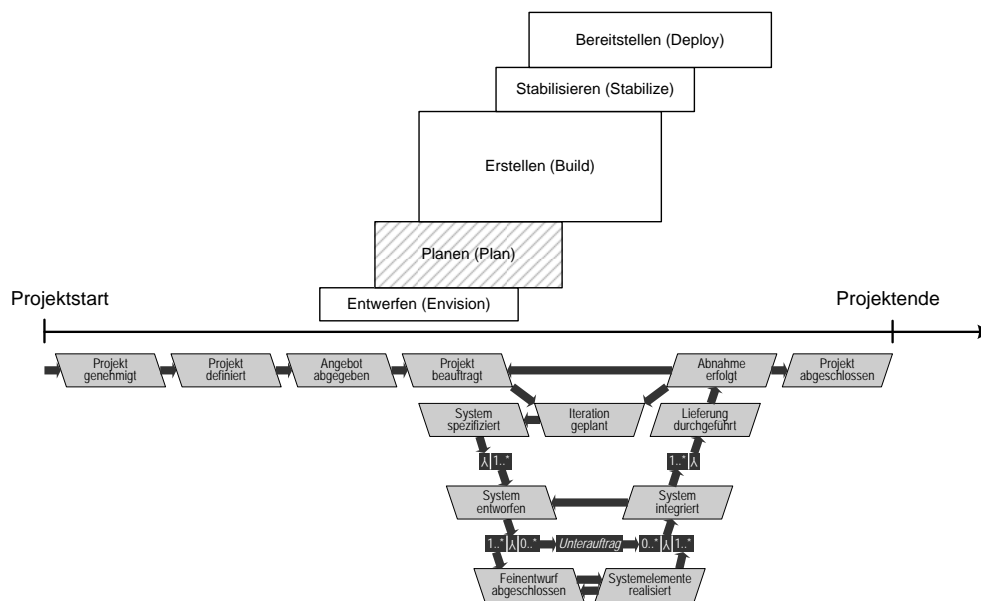 Bereitstellen (Deploy)
Stabilisieren (Stabilize)
Erstellen (Build)
Planen (Plan)
Entwerfen (Envision)
Projektstart
Projektende
Projekt
genehmigt
Projekt
definiert
Angebot
abgegeben
Projekt
beauftragt
Abnahme
erfolgt
Projekt
abgeschlossen
System
spezifiziert
Iteration
geplant
Lieferung
durchgeführt
1..*
1..*
System
entworfen
System
integriert
1..*
0..*
Unterauftrag
0..*
1..*
Feinentwurf
abgeschlossen
Systemelemente
realisiert